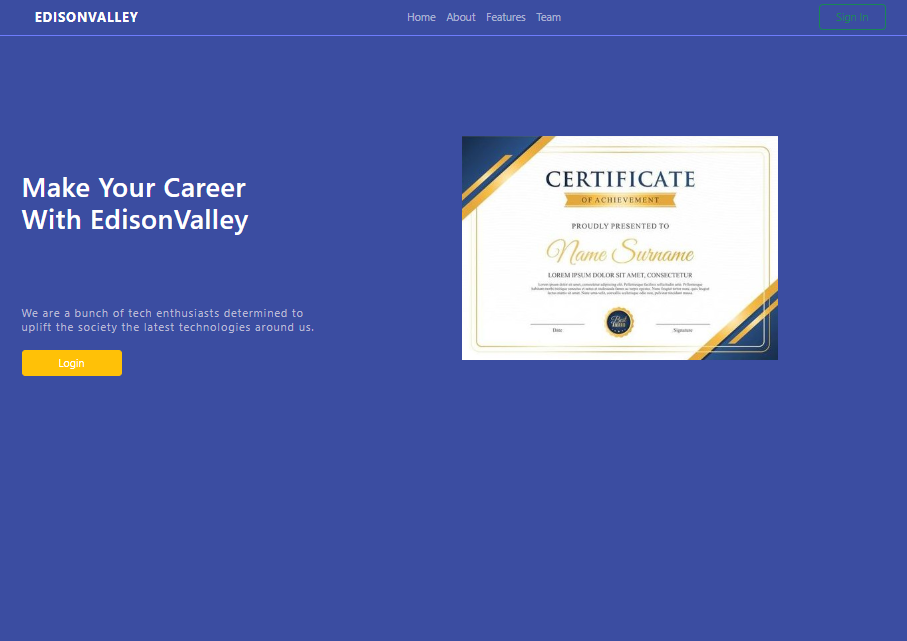 EDISONVALLEY
Home About Features Team
Sign In
Make Your Career
With EdisonValley
We are a bunch of tech enthusiasts determined to
uplift the society the latest technologies around us.
Login
CERTIFICATE
OF ACHIEVEMENT
PROUDLY PRESENTED TO
Name Surname
LOREM IPSUM DOLOR SIT AMET, CONSECTETUR
Date
Signature